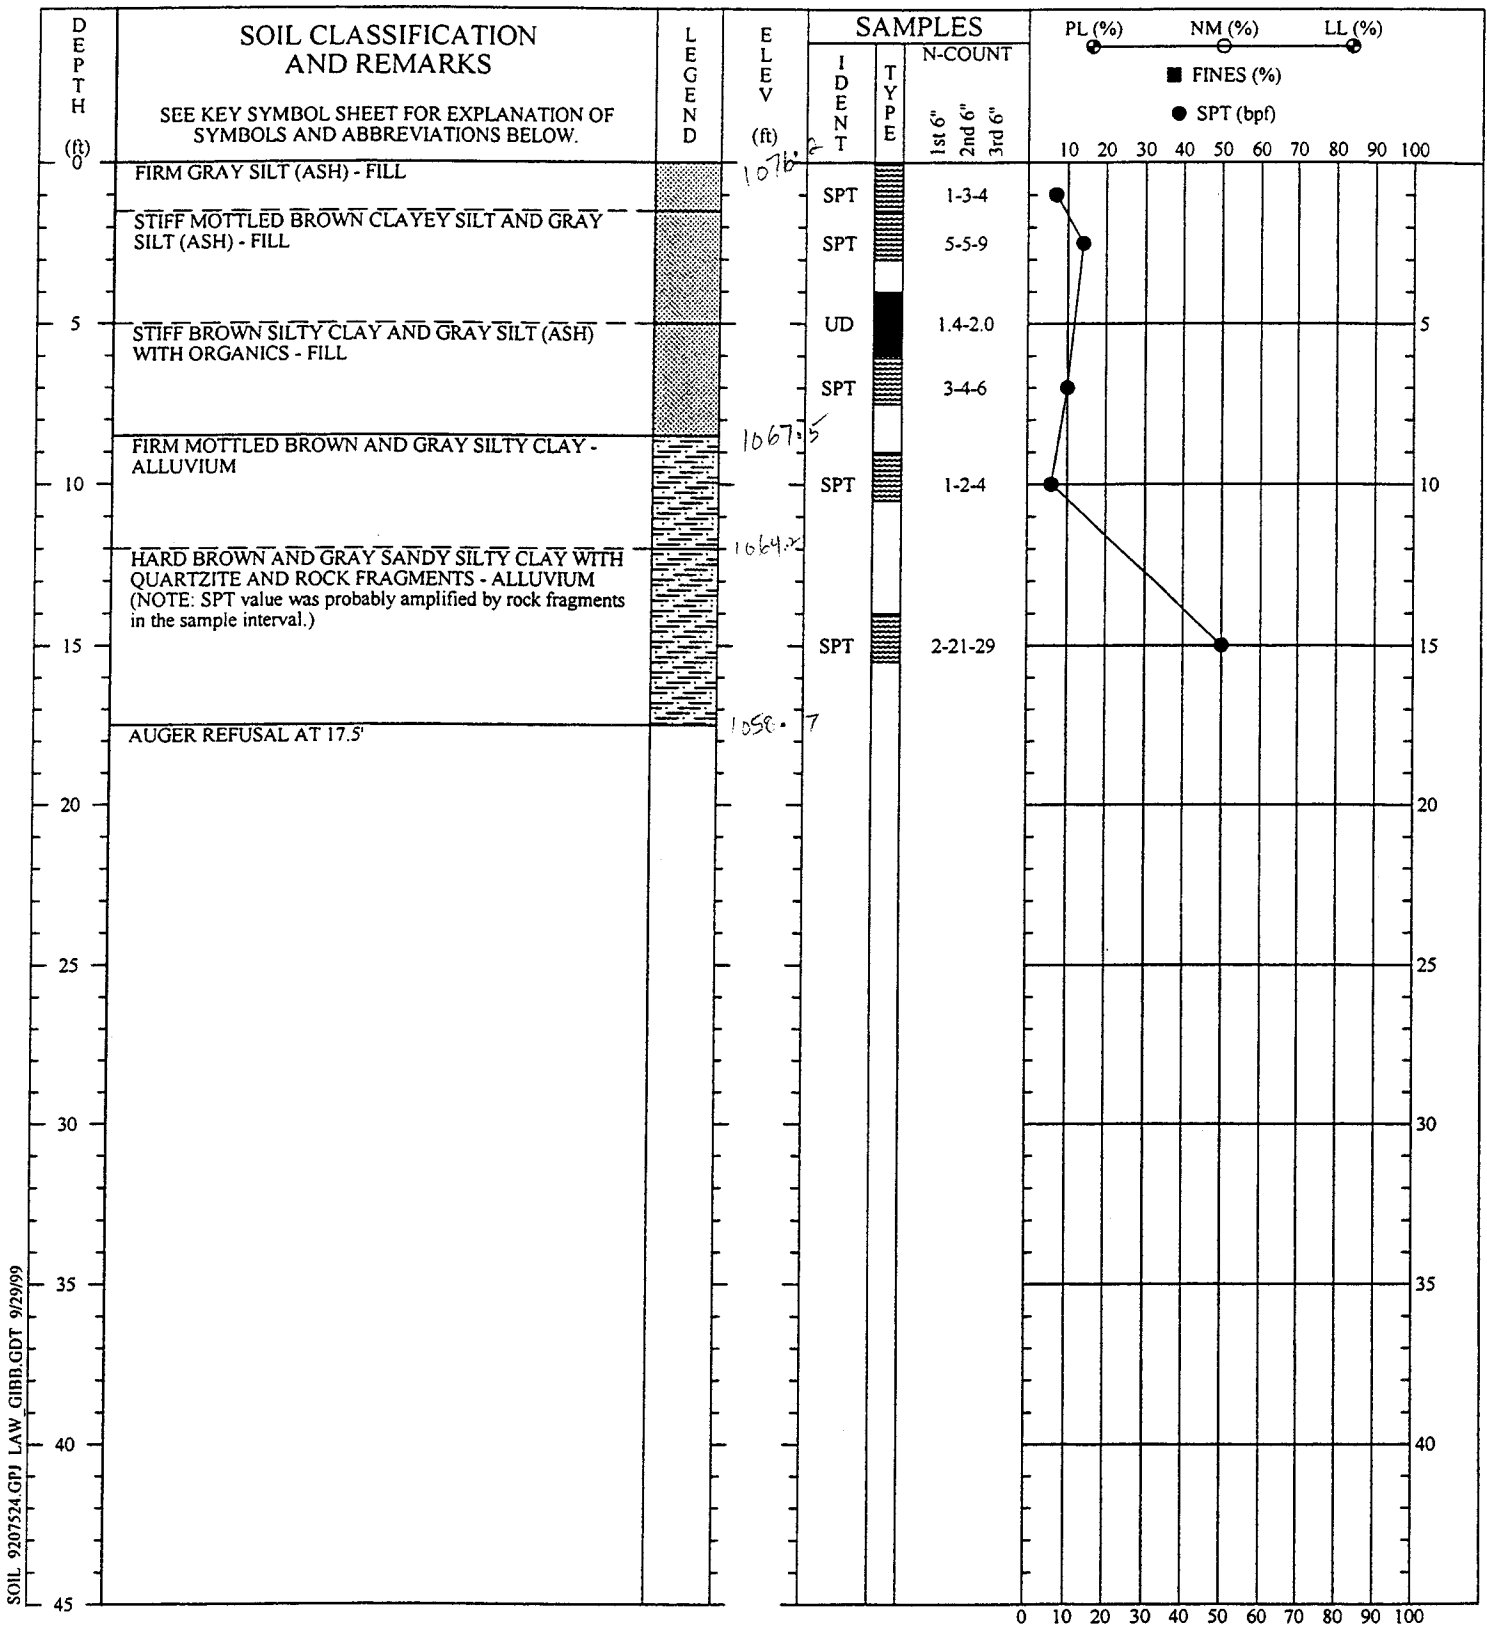 DEPTH (ft)
SOIL CLASSIFICATION
AND REMARKS
SEE KEY SYMBOL SHEET FOR EXPLANATION OF
SYMBOLS AND ABBREVIATIONS BELOW.
LEGEND
ELEV (ft)
SAMPLES
IDENT
TYPE
N-COUNT
1st 6"
2nd 6"
3rd 6"
PL (%) NM (%) LL (%)
FINES (%)
SPT (bpf)
10 20 30 40 50 60 70 80 90 100
0
1076.2
FIRM GRAY SILT (ASH) - FILL
SPT 1-3-4
STIFF MOTTLED BROWN CLAYEY SILT AND GRAY
SILT (ASH) - FILL
SPT 5-5-9
5 UD 1.4-2.0 5
STIFF BROWN SILTY CLAY AND GRAY SILT (ASH)
WITH ORGANICS - FILL
SPT 3-4-6
1067.5
FIRM MOTTLED BROWN AND GRAY SILTY CLAY -
ALLUVIUM
10 SPT 1-2-4 10
1064.2
HARD BROWN AND GRAY SANDY SILTY CLAY WITH
QUARTZITE AND ROCK FRAGMENTS - ALLUVIUM
(NOTE: SPT value was probably amplified by rock fragments
in the sample interval.)
15 SPT 2-21-29 15
1058.7
AUGER REFUSAL AT 17.5'
20 20
25 25
30 30
35 35
40 40
45
0 10 20 30 40 50 60 70 80 90 100
SOIL 9207524.GPJ LAW_GIBB.GDT 9/29/99